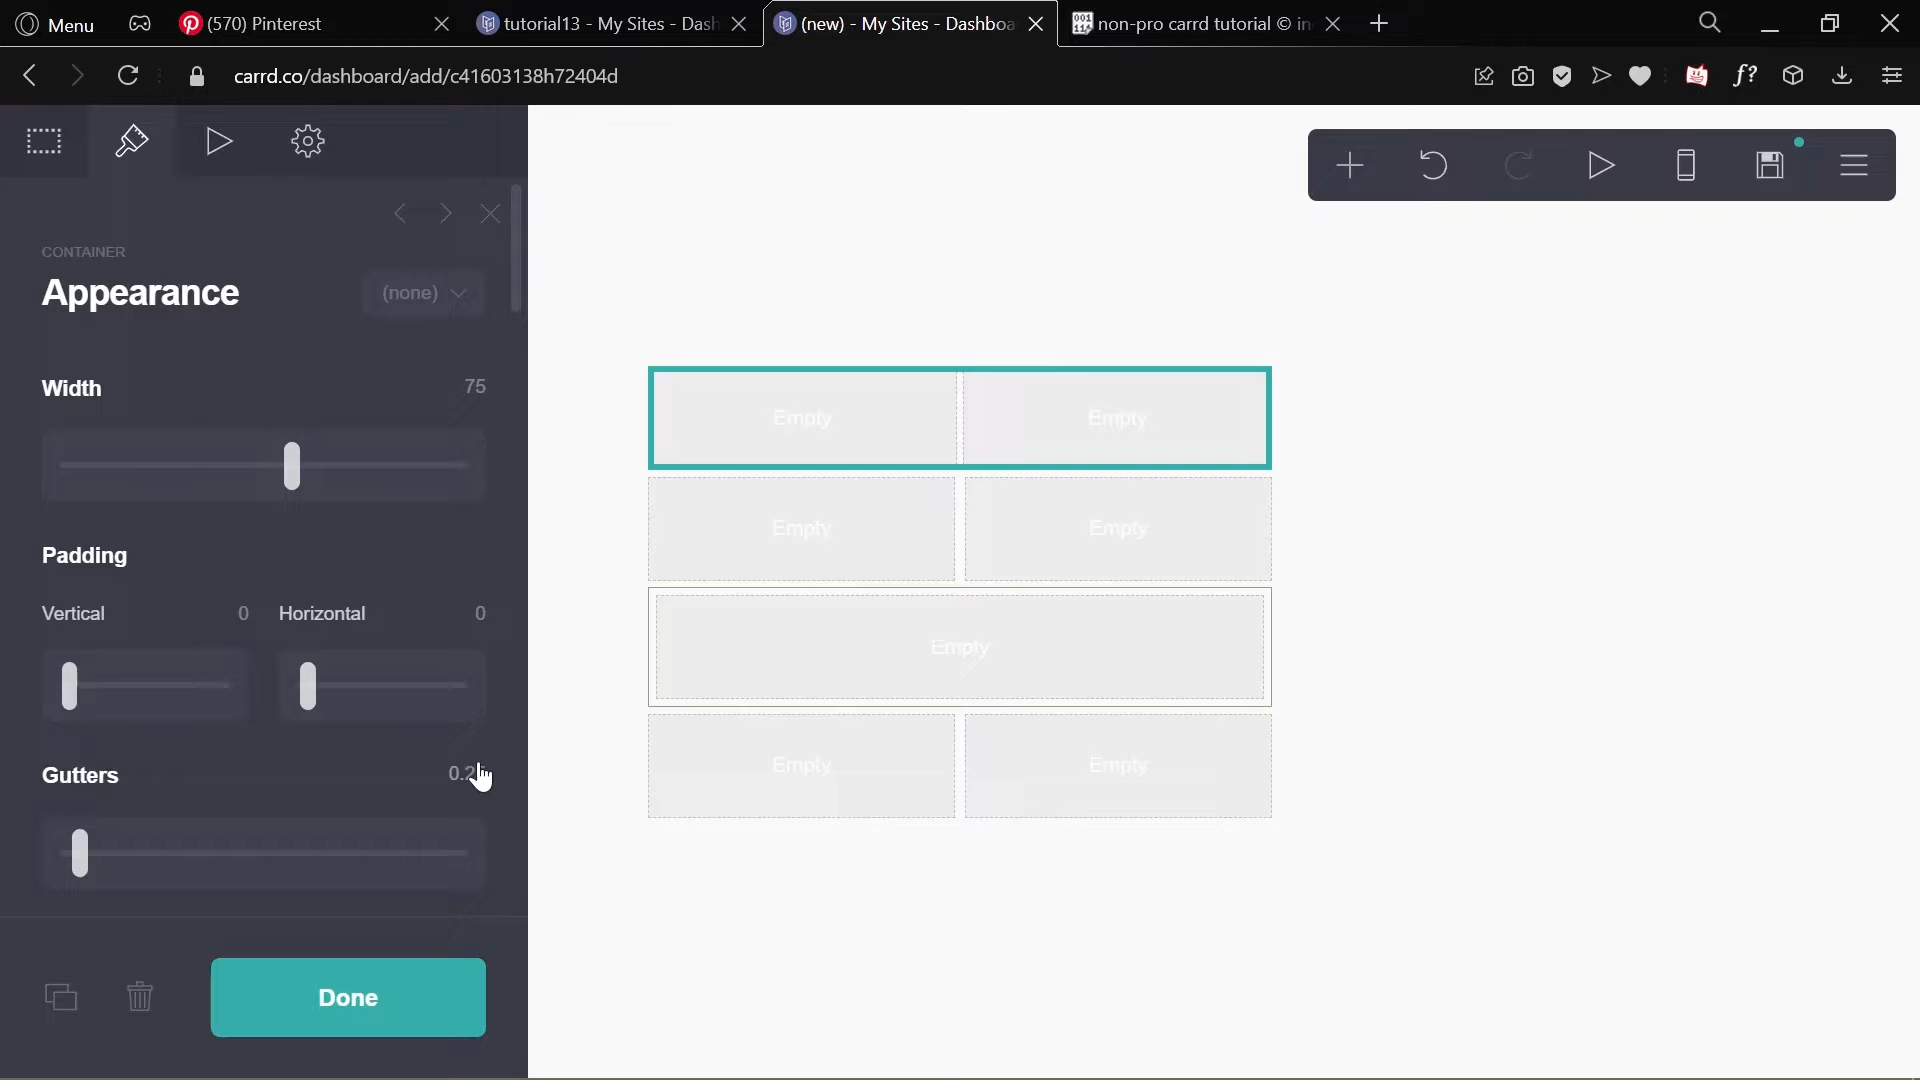 Menu
(570) Pinterest
tutorial13 - My Sites - Dash
(new) - My Sites - Dashboa
non-pro carrd tutorial © in
carrd.co/dashboard/add/c41603138h72404d
f?
CONTAINER
Appearance
(none)
Width
75
Padding
Vertical
0
Horizontal
0
Gutters
0.2
Done
Empty
Empty
Empty
Empty
Empty
Empty
Empty